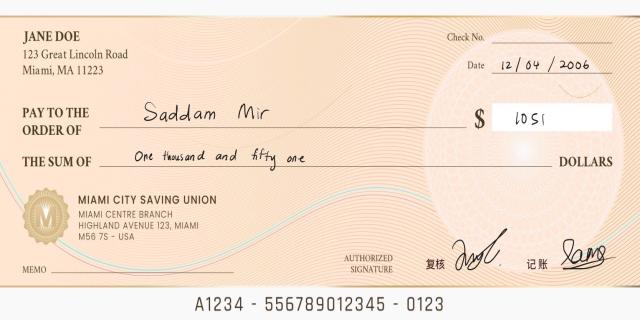 JANE DOE
123 Great Lincoln Road
Miami, MA 11223
Check No.
Date 12/04/2006
PAY TO THE ORDER OF Saddam Mir
$ 1051
THE SUM OF One thousand and fifty one DOLLARS
MIAMI CITY SAVING UNION
MIAMI CENTRE BRANCH
HIGHLAND AVENUE 123, MIAMI
M56 7S - USA
MEMO
AUTHORIZED SIGNATURE
复核
记账
A1234 - 556789012345 - 0123